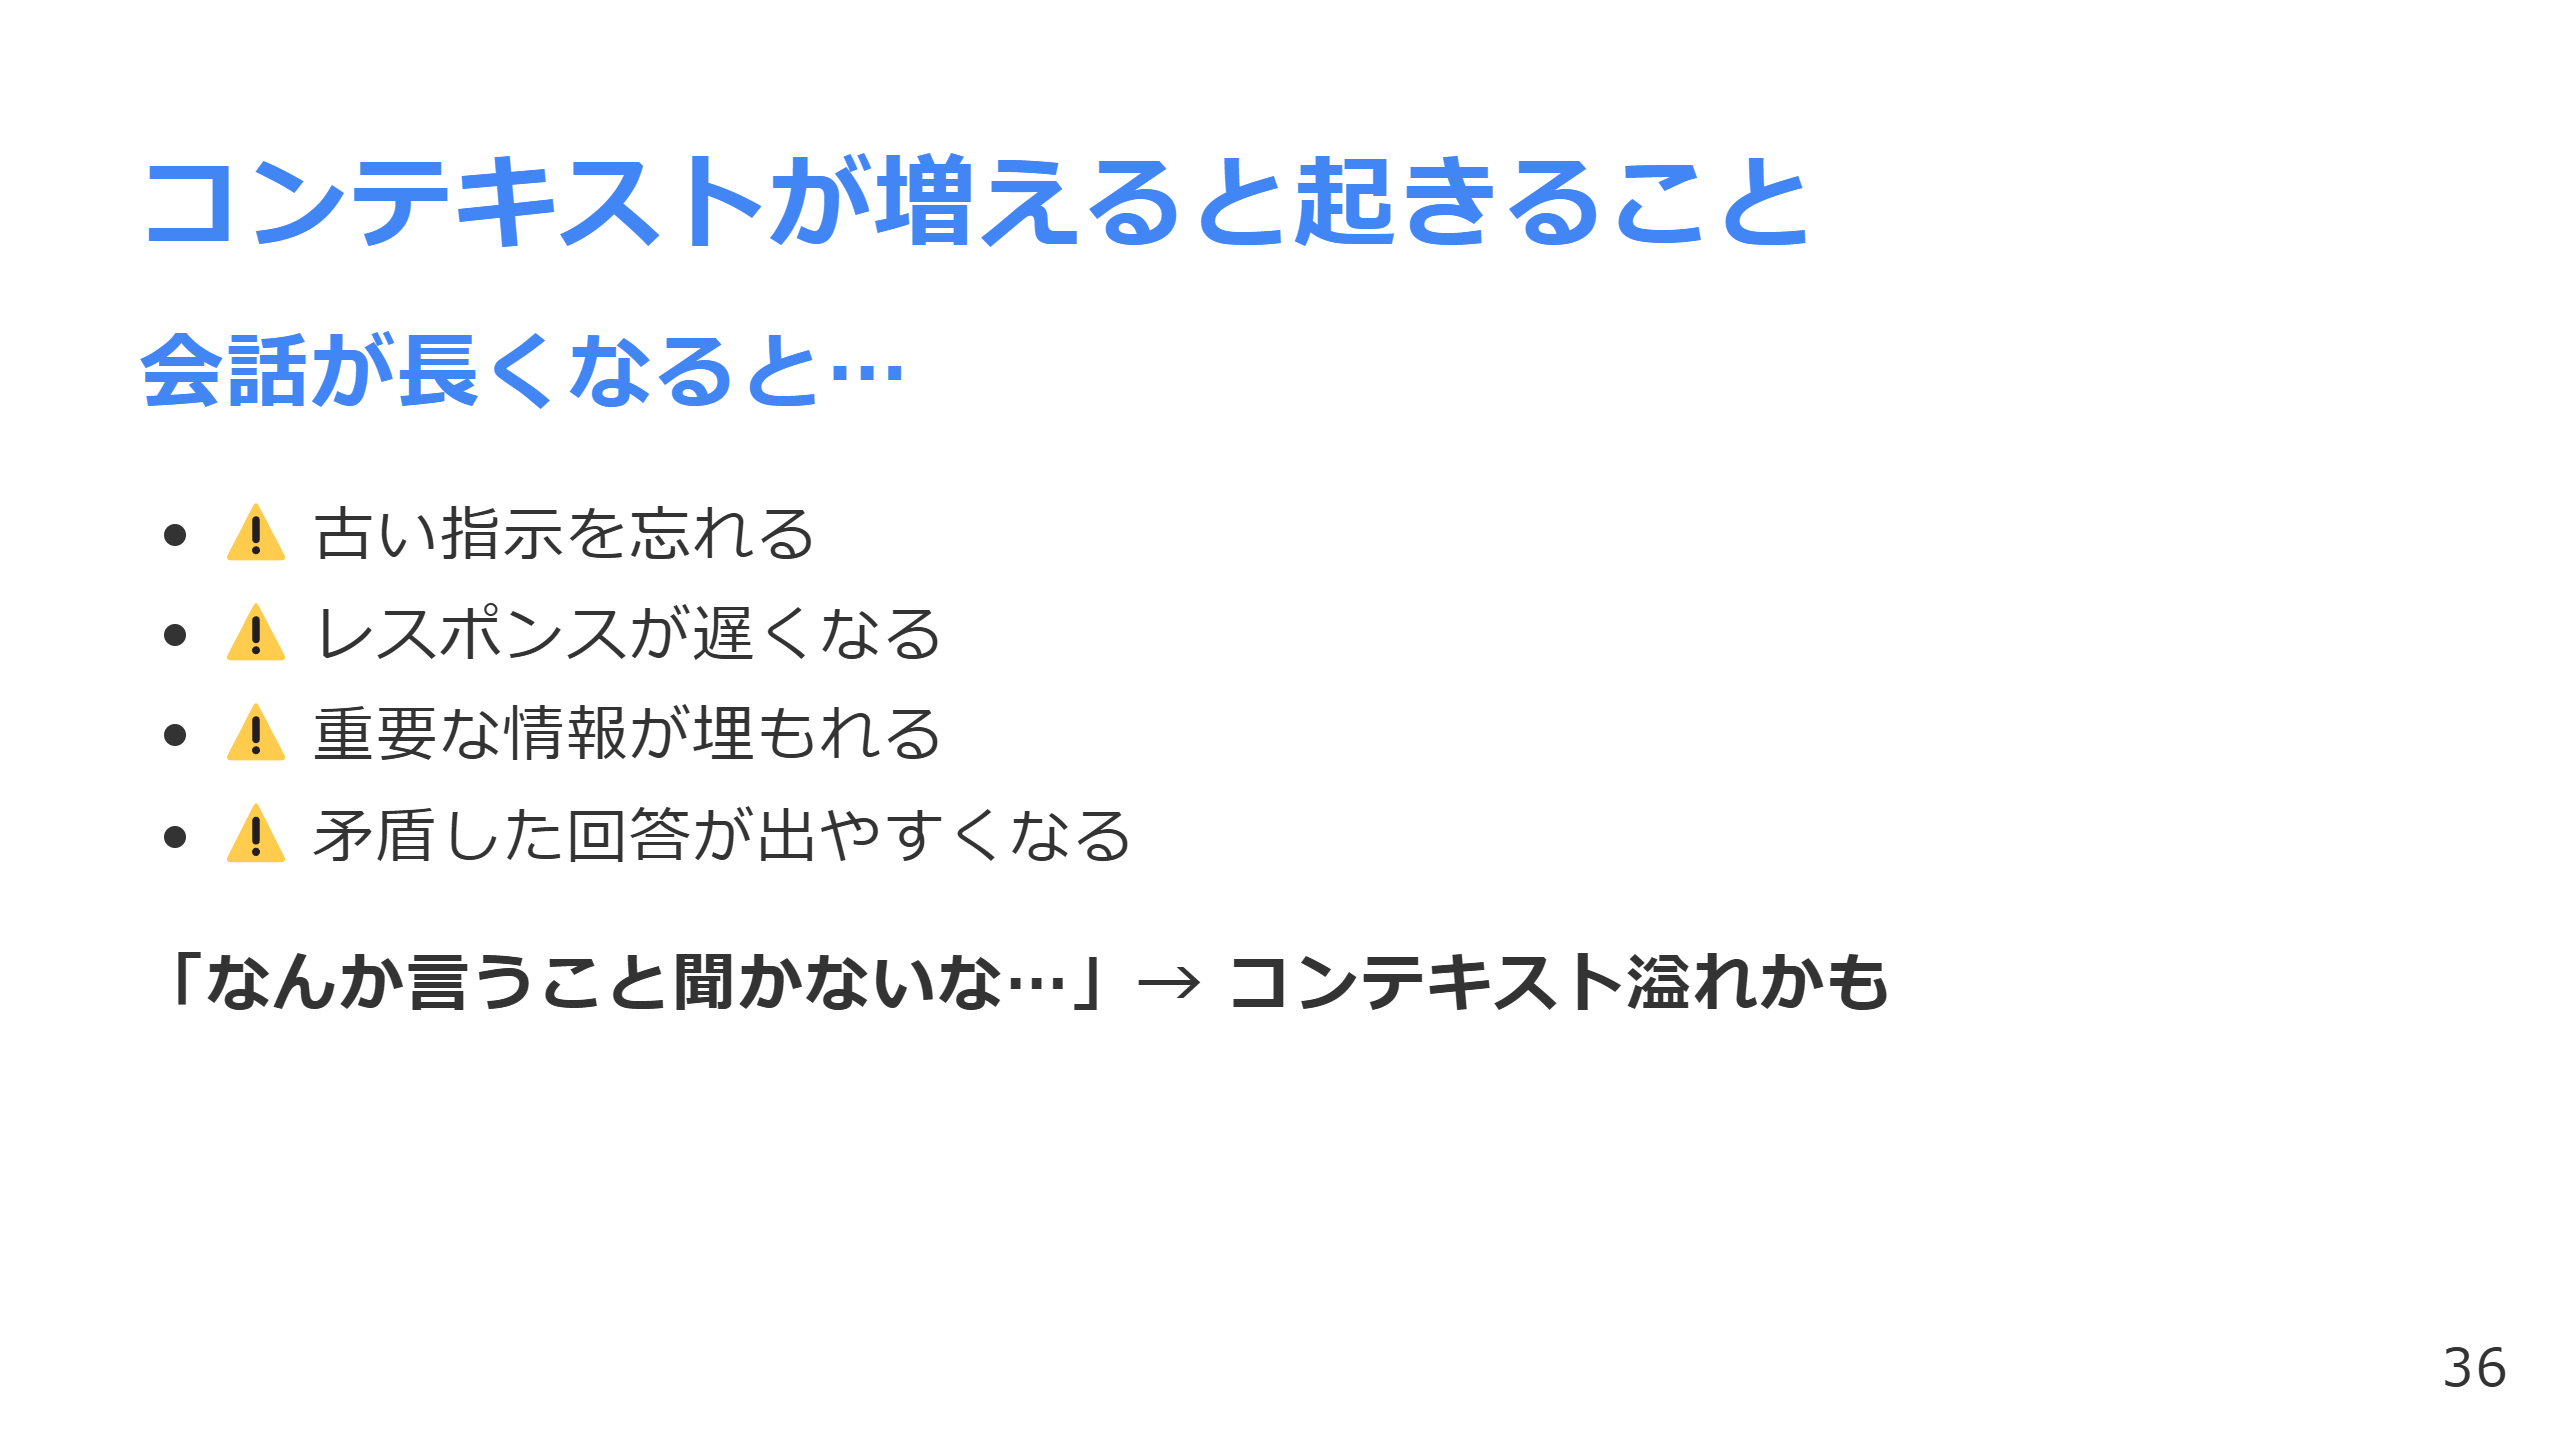 コンテキストが増えると起きること
会話が長くなると…
• ⚠️ 古い指示を忘れる
• ⚠️ レスポンスが遅くなる
• ⚠️ 重要な情報が埋もれる
• ⚠️ 矛盾した回答が出やすくなる
「なんか言うこと聞かないな…」→ コンテキスト溢れかも
36